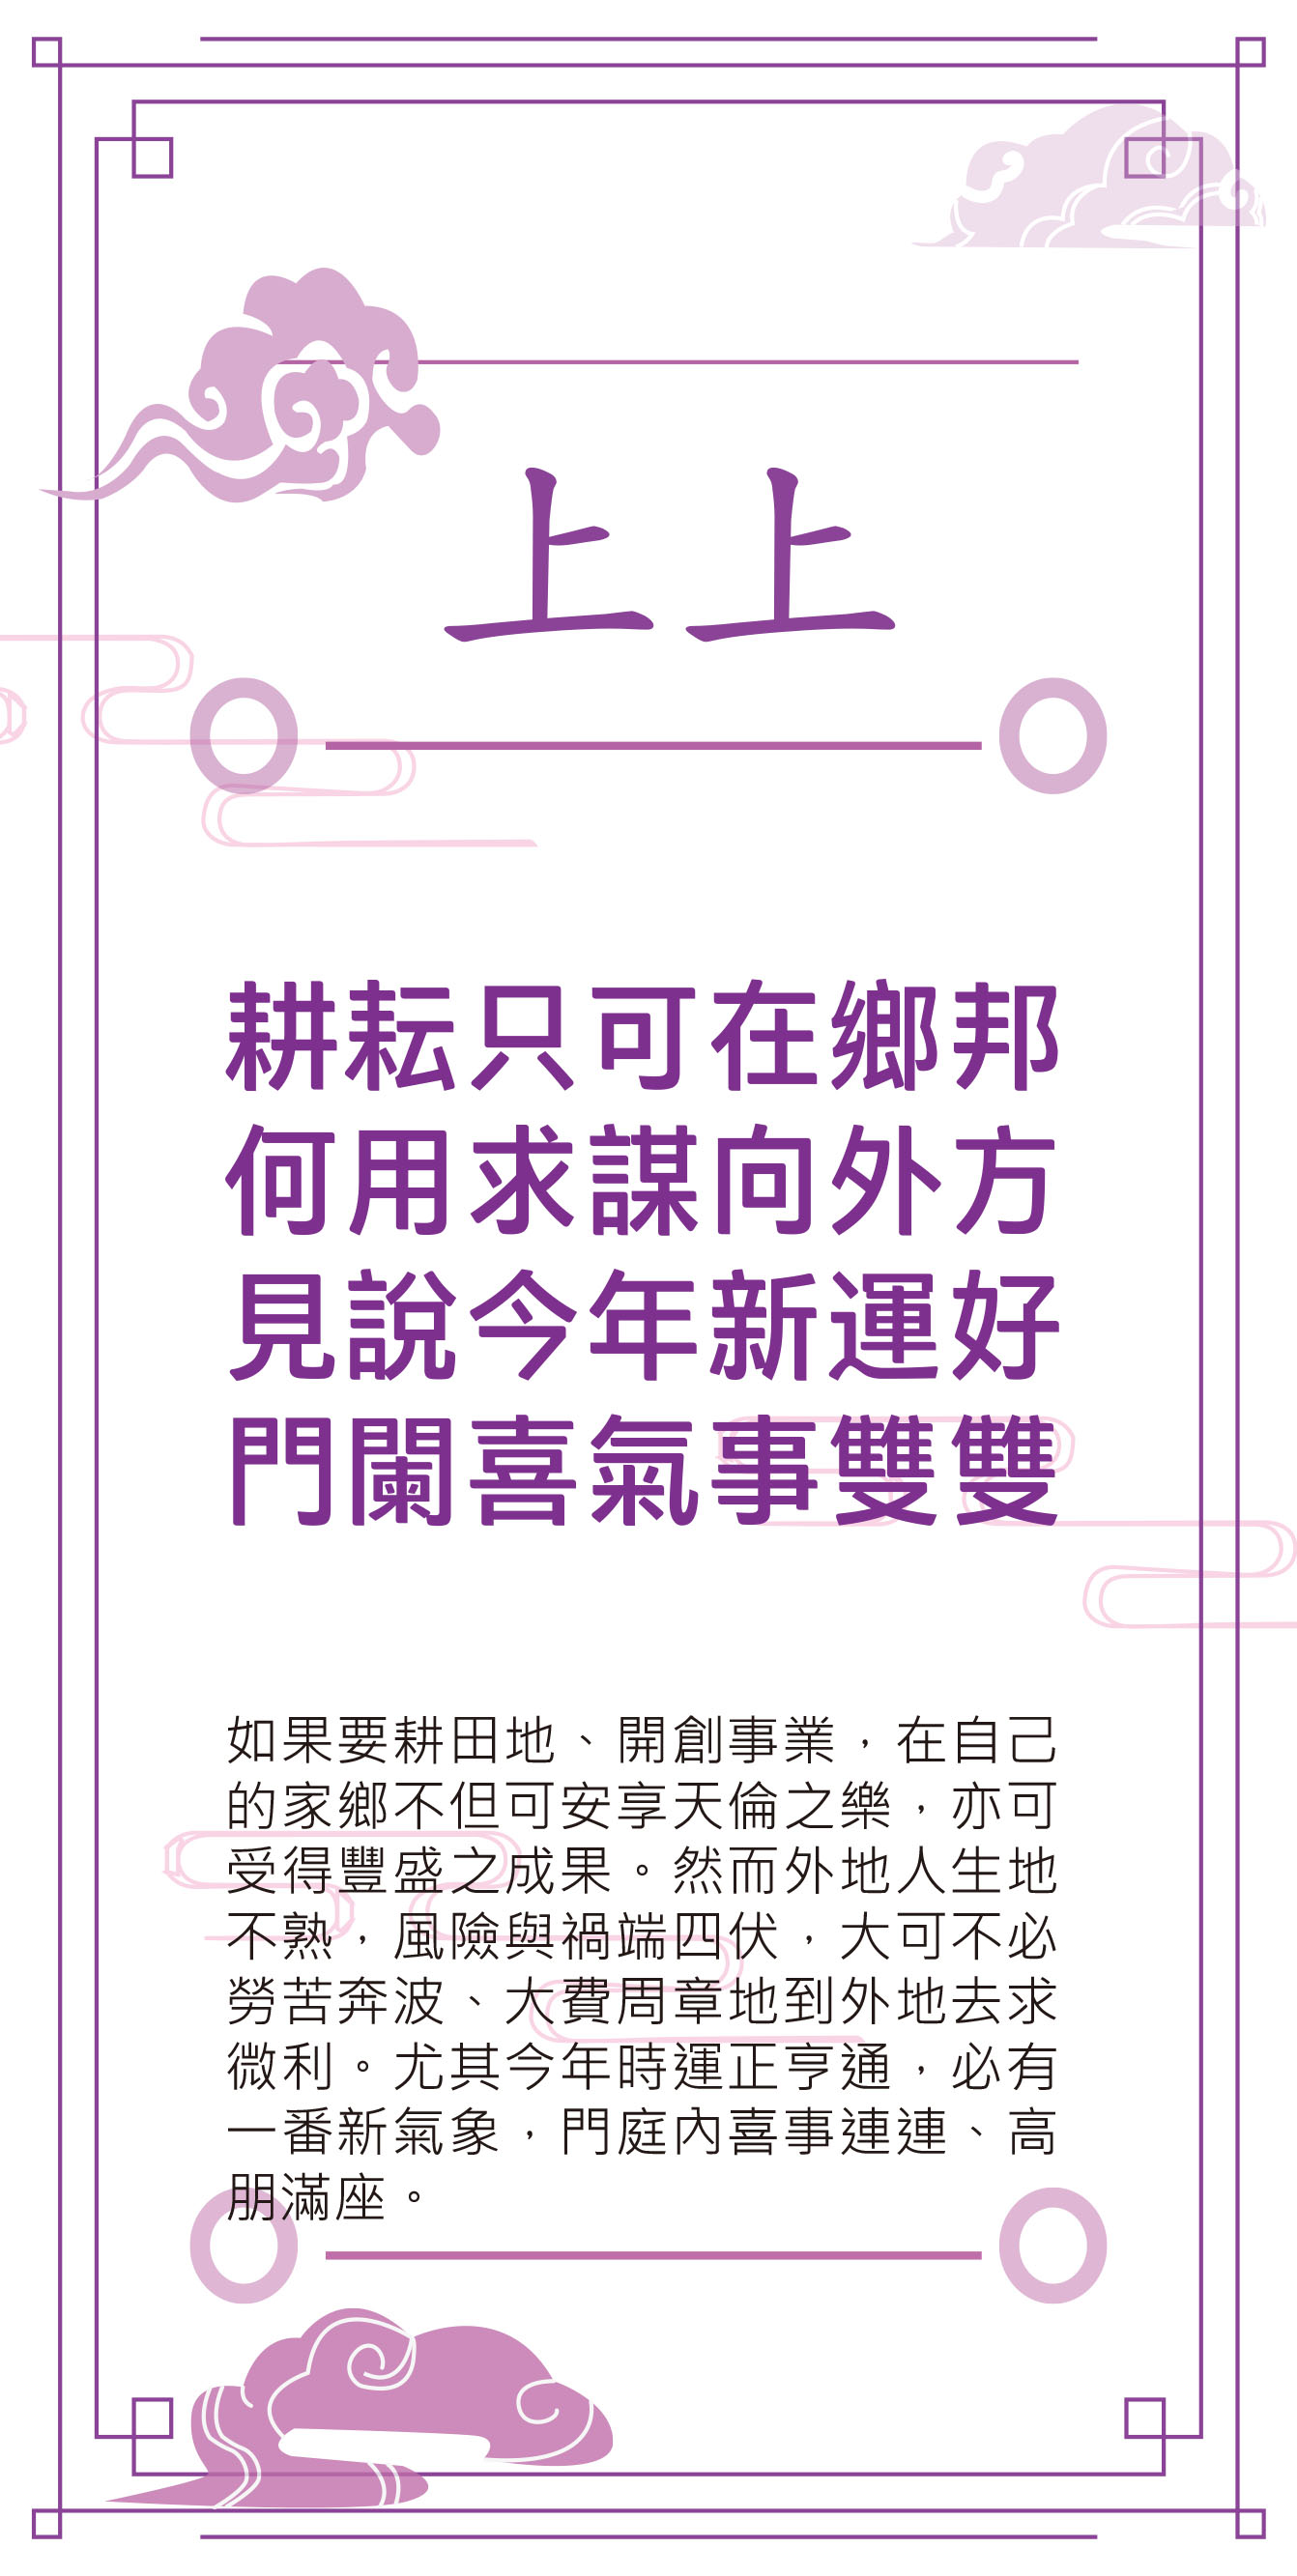 上上
耕耘只可在鄉邦
何用求謀向外方
見說今年新運好
門闌喜氣事雙雙
如果要耕田地、開創事業，在自己
的家鄉不但可安享天倫之樂，亦可
受得豐盛之成果。然而外地人生地
不熟，風險與禍端四伏，大可不必
勞苦奔波、大費周章地到外地去求
微利。尤其今年時運正亨通，必有
一番新氣象，門庭內喜事連連、高
朋滿座。